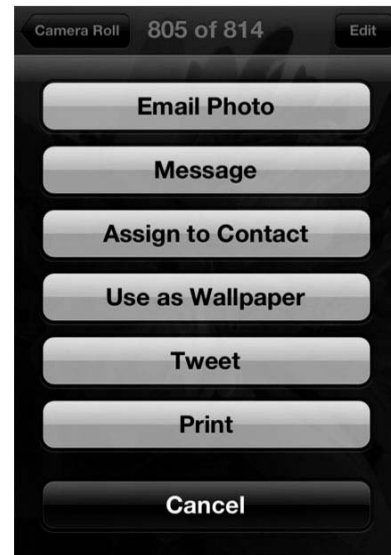 Camera Roll 805 of 814 Edit
Email Photo
Message
Assign to Contact
Use as Wallpaper
Tweet
Print
Cancel